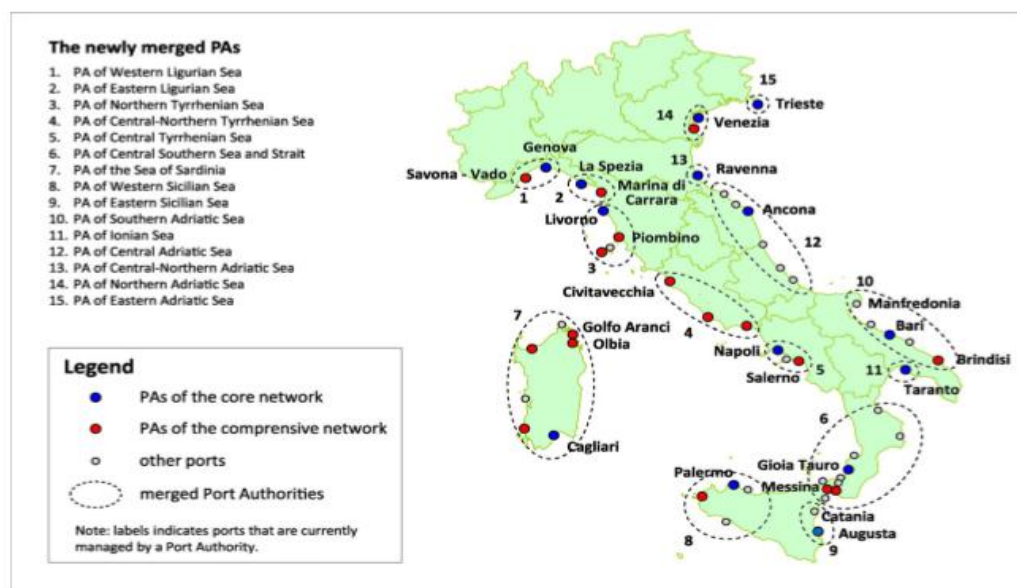 The newly merged PAs
1. PA of Western Ligurian Sea
2. PA of Eastern Ligurian Sea
3. PA of Northern Tyrrhenian Sea
4. PA of Central-Northern Tyrrhenian Sea
5. PA of Central Tyrrhenian Sea
6. PA of Central Southern Sea and Strait
7. PA of the Sea of Sardinia
8. PA of Western Sicilian Sea
9. PA of Eastern Sicilian Sea
10. PA of Southern Adriatic Sea
11. PA of Ionian Sea
12. PA of Central Adriatic Sea
13. PA of Central-Northern Adriatic Sea
14. PA of Northern Adriatic Sea
15. PA of Eastern Adriatic Sea
Legend
PAs of the core network
PAs of the comprensive network
other ports
merged Port Authorities
Note: labels indicates ports that are currently
managed by a Port Authority.
15
Trieste
14
Venezia
Genova
13
Ravenna
Savona - Vado
La Spezia
1
2
Marina di
Carrara
Livorno
Ancona
Piombino
12
3
Civitavecchia
10
Manfredonia
7
Golfo Aranci
4
Bari
Olbia
Napoli
Brindisi
Salerno
5
11
Taranto
6
Cagliari
Gioia Tauro
Palermo
Messina
Catania
Augusta
8
9